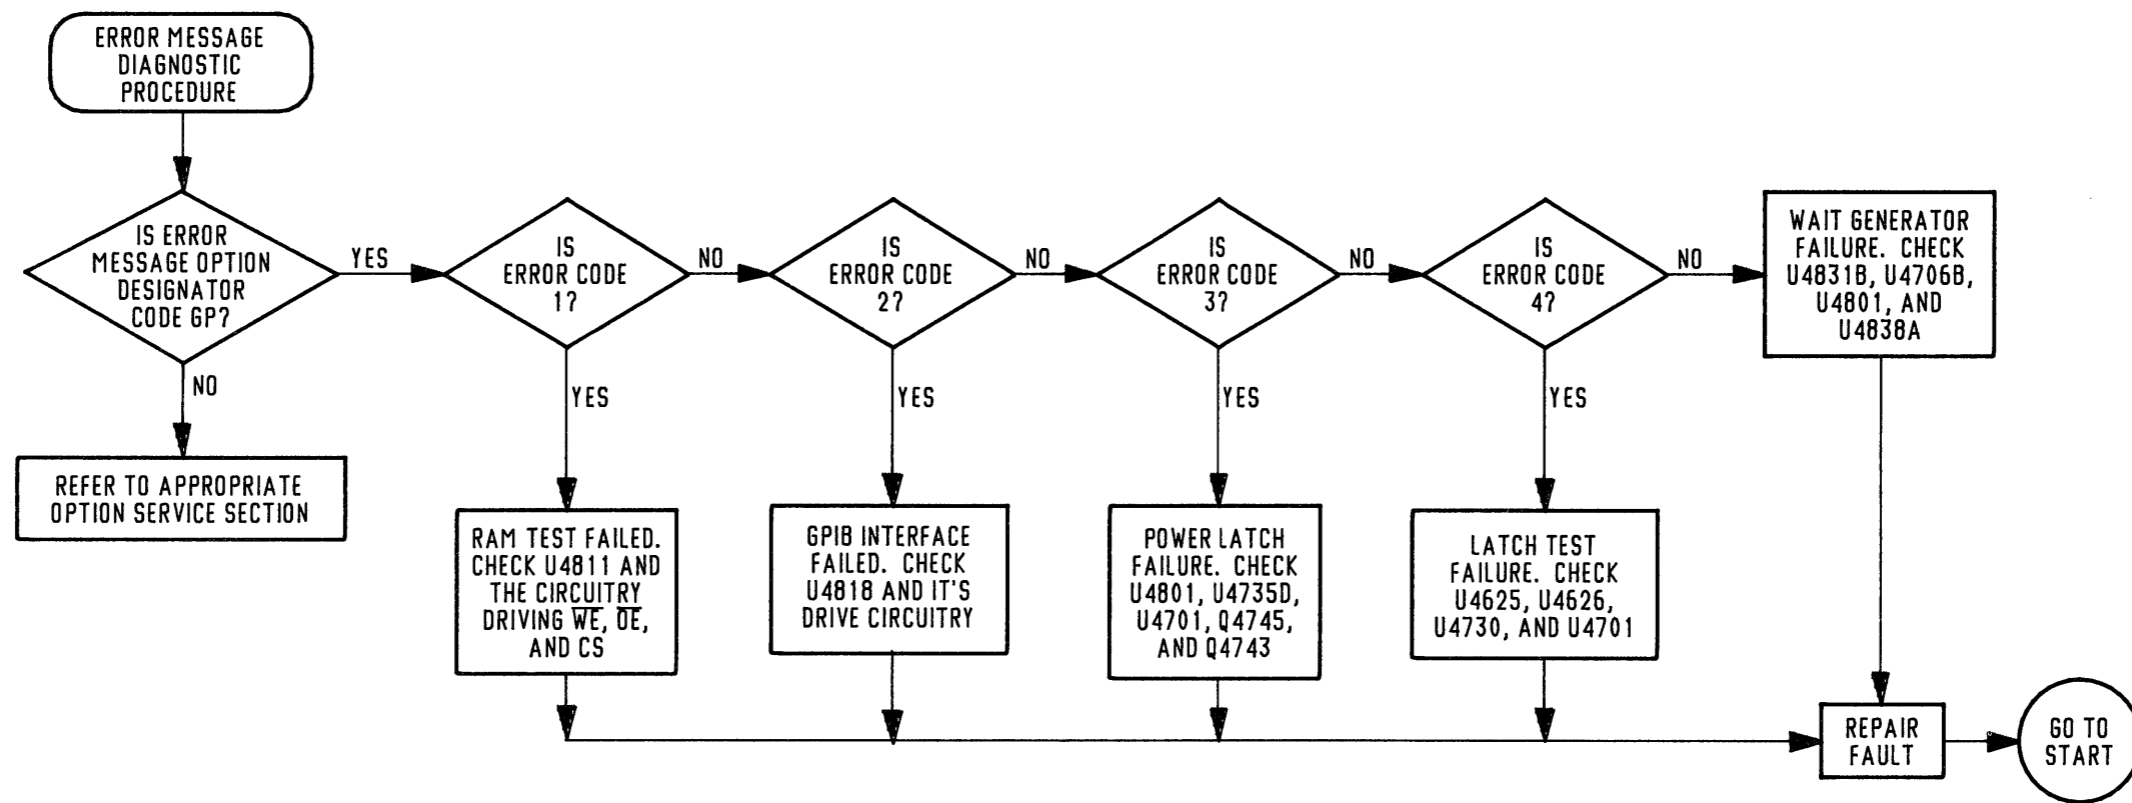 ERROR MESSAGE
DIAGNOSTIC
PROCEDURE
IS ERROR
MESSAGE OPTION
DESIGNATOR
CODE GP?
YES
NO
REFER TO APPROPRIATE
OPTION SERVICE SECTION
IS
ERROR CODE
1?
NO
YES
RAM TEST FAILED.
CHECK U4811 AND
THE CIRCUITRY
DRIVING W̅E̅, O̅E̅,
AND CS
IS
ERROR CODE
2?
NO
YES
GPIB INTERFACE
FAILED. CHECK
U4818 AND IT'S
DRIVE CIRCUITRY
IS
ERROR CODE
3?
NO
YES
POWER LATCH
FAILURE. CHECK
U4801, U4735D,
U4701, Q4745,
AND Q4743
IS
ERROR CODE
4?
NO
YES
LATCH TEST
FAILURE. CHECK
U4625, U4626,
U4730, AND U4701
WAIT GENERATOR
FAILURE. CHECK
U4831B, U4706B,
U4801, AND
U4838A
REPAIR
FAULT
GO TO
START